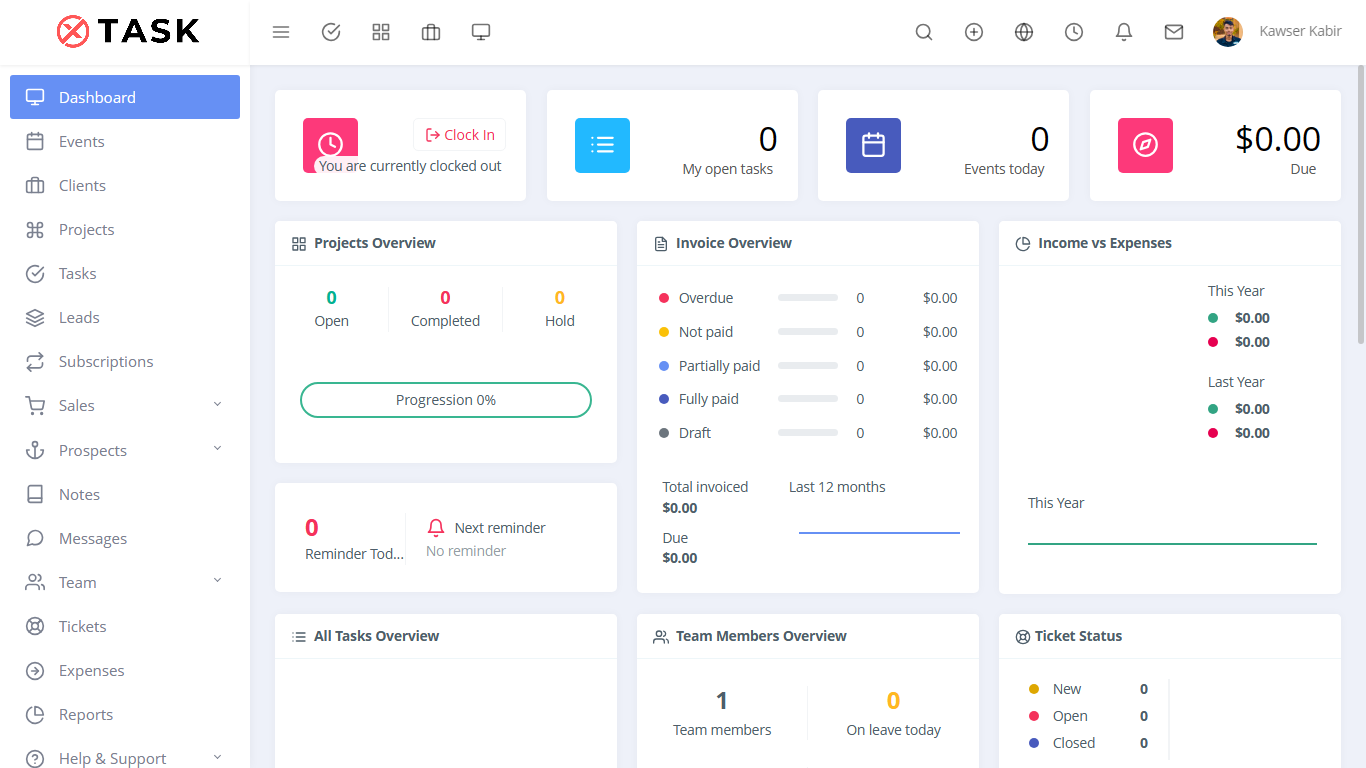 TASK
Kawser Kabir
Dashboard
Events
Clients
Projects
Tasks
Leads
Subscriptions
Sales
Prospects
Notes
Messages
Team
Tickets
Expenses
Reports
Help & Support
Clock In
You are currently clocked out
0
My open tasks
0
Events today
$0.00
Due
Projects Overview
0 0 0
Open Completed Hold
Progression 0%
0
Reminder Tod...
Next reminder
No reminder
Invoice Overview
Overdue 0 $0.00
Not paid 0 $0.00
Partially paid 0 $0.00
Fully paid 0 $0.00
Draft 0 $0.00
Total invoiced
$0.00
Due
$0.00
Last 12 months
Income vs Expenses
This Year
$0.00
$0.00
Last Year
$0.00
$0.00
This Year
All Tasks Overview
Team Members Overview
1 0
Team members On leave today
Ticket Status
New 0
Open 0
Closed 0